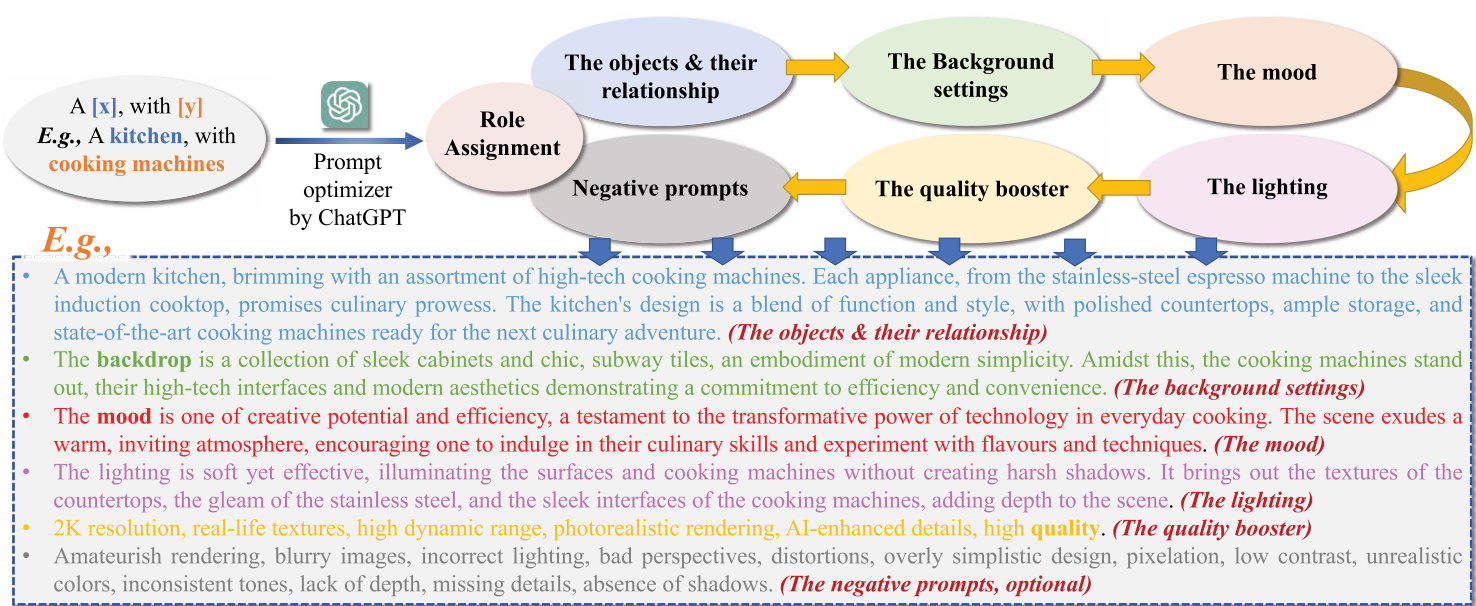 A [x], with [y]
E.g., A kitchen, with
cooking machines
Prompt
optimizer
by ChatGPT
Role
Assignment
The objects & their
relationship
The Background
settings
The mood
The lighting
The quality booster
Negative prompts
E.g.,
• A modern kitchen, brimming with an assortment of high-tech cooking machines. Each appliance, from the stainless-steel espresso machine to the sleek
induction cooktop, promises culinary prowess. The kitchen's design is a blend of function and style, with polished countertops, ample storage, and
state-of-the-art cooking machines ready for the next culinary adventure. (The objects & their relationship)
• The backdrop is a collection of sleek cabinets and chic, subway tiles, an embodiment of modern simplicity. Amidst this, the cooking machines stand
out, their high-tech interfaces and modern aesthetics demonstrating a commitment to efficiency and convenience. (The background settings)
• The mood is one of creative potential and efficiency, a testament to the transformative power of technology in everyday cooking. The scene exudes a
warm, inviting atmosphere, encouraging one to indulge in their culinary skills and experiment with flavours and techniques. (The mood)
• The lighting is soft yet effective, illuminating the surfaces and cooking machines without creating harsh shadows. It brings out the textures of the
countertops, the gleam of the stainless steel, and the sleek interfaces of the cooking machines, adding depth to the scene. (The lighting)
• 2K resolution, real-life textures, high dynamic range, photorealistic rendering, AI-enhanced details, high quality. (The quality booster)
• Amateurish rendering, blurry images, incorrect lighting, bad perspectives, distortions, overly simplistic design, pixelation, low contrast, unrealistic
colors, inconsistent tones, lack of depth, missing details, absence of shadows. (The negative prompts, optional)